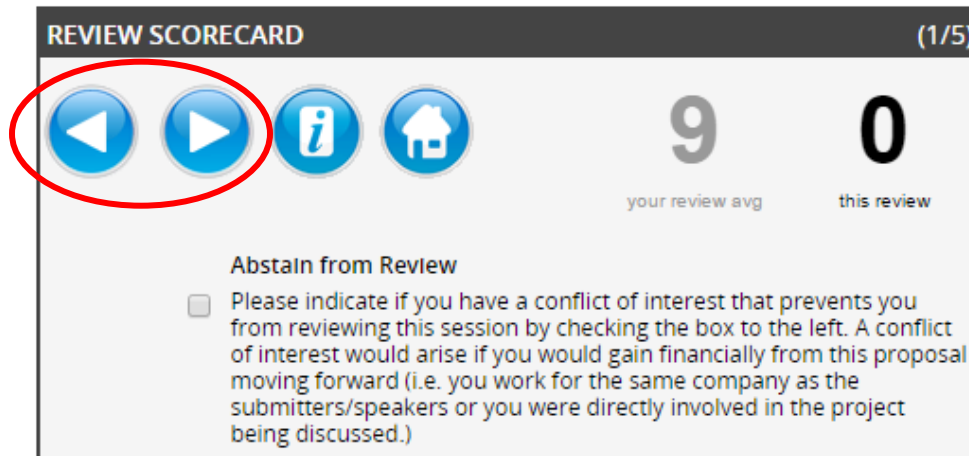 REVIEW SCORECARD (1/5)
i
9 0
your review avg this review
Abstain from Review
Please indicate if you have a conflict of interest that prevents you
from reviewing this session by checking the box to the left. A conflict
of interest would arise if you would gain financially from this proposal
moving forward (i.e. you work for the same company as the
submitters/speakers or you were directly involved in the project
being discussed.)